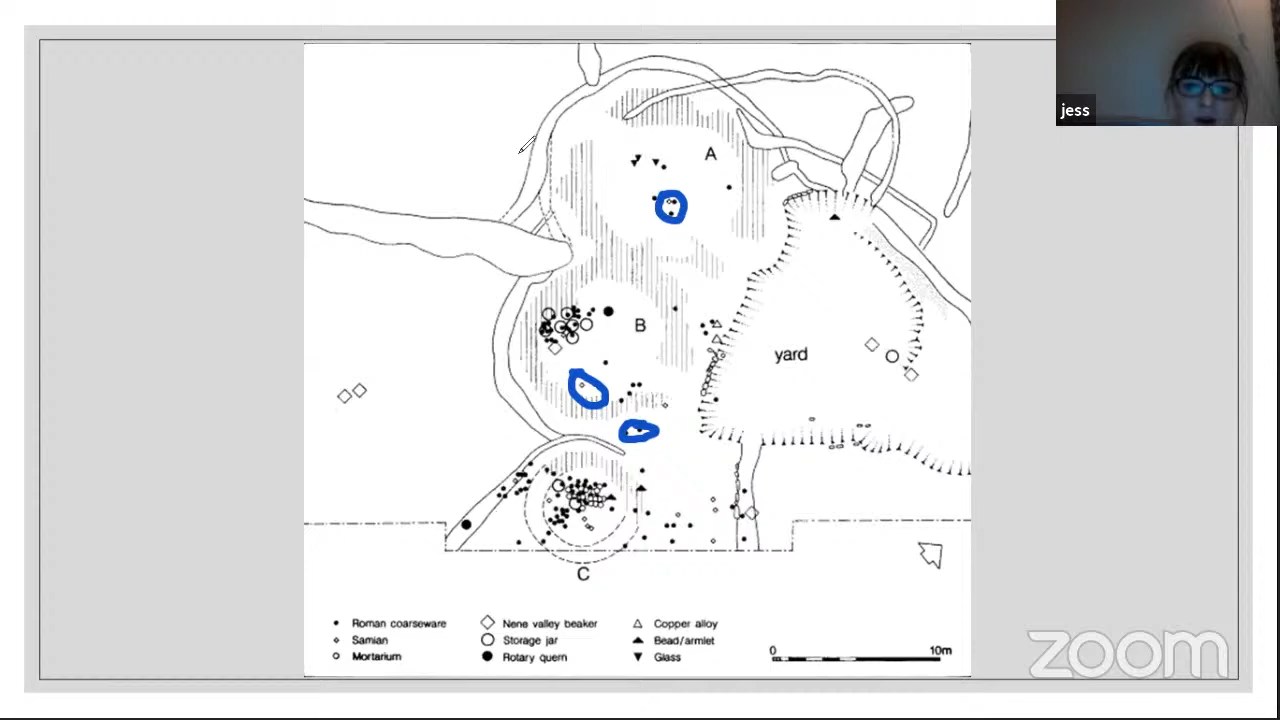 jess
A
B
yard
C
Roman coarseware
Nene valley beaker
Copper alloy
Samian
Storage jar
Bead/armlet
Mortarium
Rotary quern
Glass
0 10m
zoom